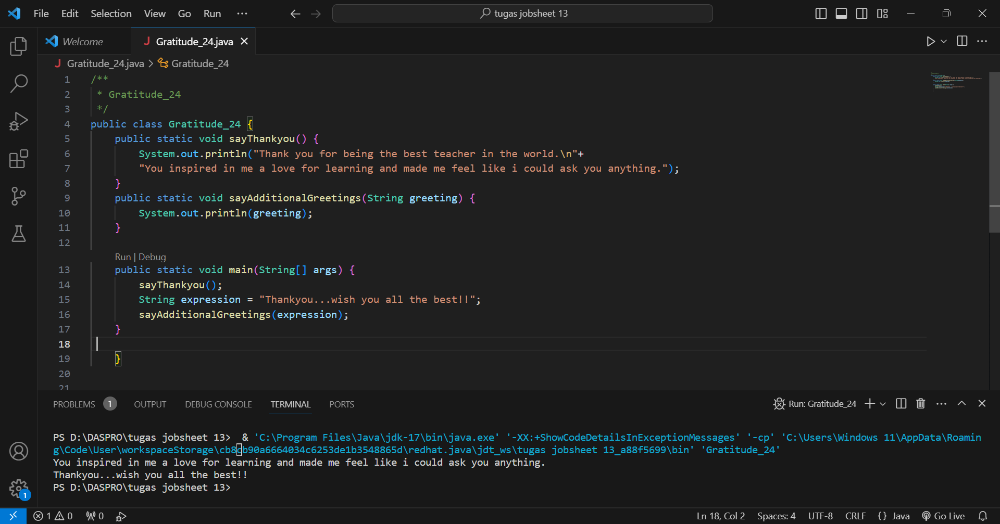 File Edit Selection View Go Run ··· tugas jobsheet 13
Welcome J Gratitude_24.java
J Gratitude_24.java > Gratitude_24
1 /**
2 * Gratitude_24
3 */
4 public class Gratitude_24 {
5 public static void sayThankyou() {
6 System.out.println("Thank you for being the best teacher in the world.\n"+
7 "You inspired in me a love for learning and made me feel like i could ask you anything.");
8 }
9 public static void sayAdditionalGreetings(String greeting) {
10 System.out.println(greeting);
11 }
12
Run | Debug
13 public static void main(String[] args) {
14 sayThankyou();
15 String expression = "Thankyou...wish you all the best!!";
16 sayAdditionalGreetings(expression);
17 }
18
19 }
20
21
PROBLEMS 1 OUTPUT DEBUG CONSOLE TERMINAL PORTS Run: Gratitude_24
PS D:\DASPRO\tugas jobsheet 13> & 'C:\Program Files\Java\jdk-17\bin\java.exe' '-XX:+ShowCodeDetailsInExceptionMessages' '-cp' 'C:\Users\Windows 11\AppData\Roamin
g\Code\User\workspaceStorage\cb8db90a6664034c6253de1b3548865d\redhat.java\jdt_ws\tugas jobsheet 13_a88f5699\bin' 'Gratitude_24'
You inspired in me a love for learning and made me feel like i could ask you anything.
Thankyou...wish you all the best!!
PS D:\DASPRO\tugas jobsheet 13>
1
1 0 0 Ln 18, Col 2 Spaces: 4 UTF-8 CRLF {} Java Go Live